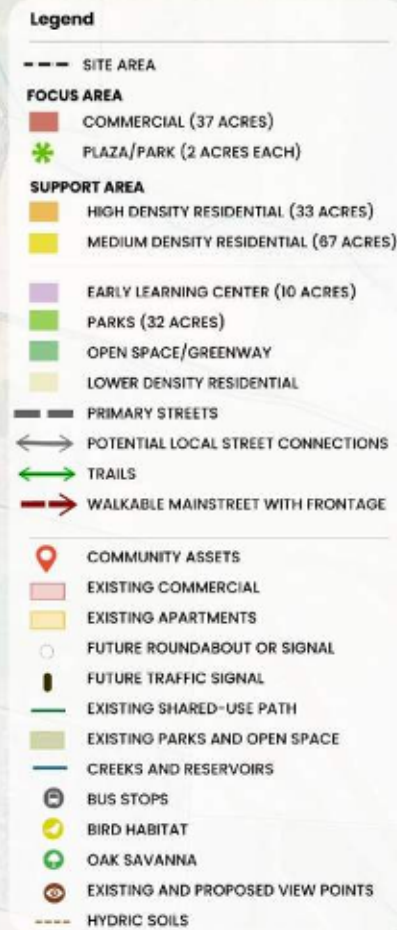 Legend
SITE AREA
FOCUS AREA
COMMERCIAL (37 ACRES)
PLAZA/PARK (2 ACRES EACH)
SUPPORT AREA
HIGH DENSITY RESIDENTIAL (33 ACRES)
MEDIUM DENSITY RESIDENTIAL (67 ACRES)
EARLY LEARNING CENTER (10 ACRES)
PARKS (32 ACRES)
OPEN SPACE/GREENWAY
LOWER DENSITY RESIDENTIAL
PRIMARY STREETS
POTENTIAL LOCAL STREET CONNECTIONS
TRAILS
WALKABLE MAINSTREET WITH FRONTAGE
COMMUNITY ASSETS
EXISTING COMMERCIAL
EXISTING APARTMENTS
FUTURE ROUNDABOUT OR SIGNAL
FUTURE TRAFFIC SIGNAL
EXISTING SHARED-USE PATH
EXISTING PARKS AND OPEN SPACE
CREEKS AND RESERVOIRS
BUS STOPS
BIRD HABITAT
OAK SAVANNA
EXISTING AND PROPOSED VIEW POINTS
HYDRIC SOILS